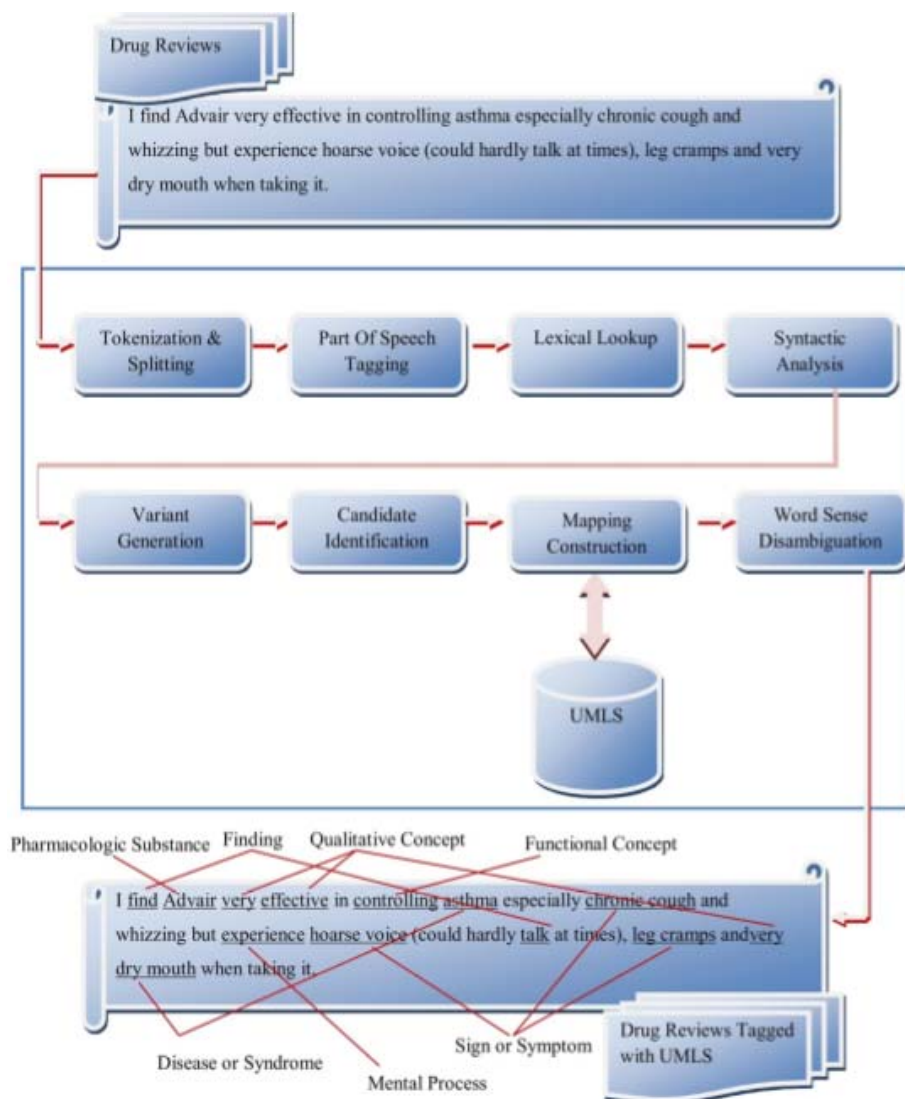 Drug Reviews
I find Advair very effective in controlling asthma especially chronic cough and
whizzing but experience hoarse voice (could hardly talk at times), leg cramps and very
dry mouth when taking it.
Tokenization &
Splitting
Part Of Speech
Tagging
Lexical Lookup
Syntactic
Analysis
Variant
Generation
Candidate
Identification
Mapping
Construction
Word Sense
Disambiguation
UMLS
Pharmacologic Substance
Finding
Qualitative Concept
Functional Concept
I find Advair very effective in controlling asthma especially chronic cough and
whizzing but experience hoarse voice (could hardly talk at times), leg cramps andvery
dry mouth when taking it.
Disease or Syndrome
Mental Process
Sign or Symptom
Drug Reviews Tagged
with UMLS